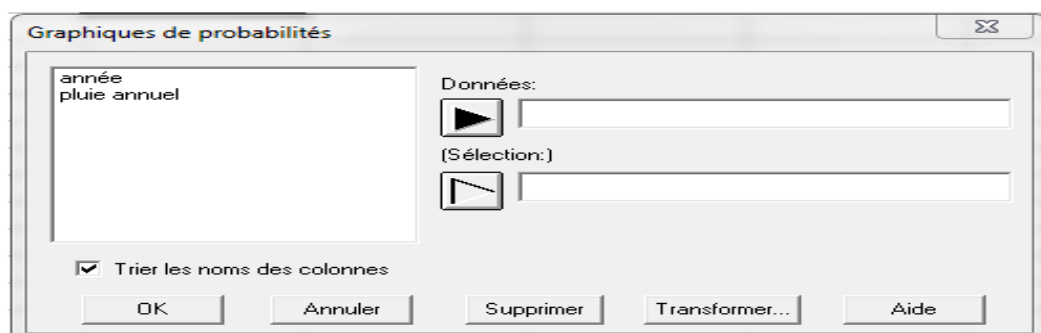 Graphiques de probabilités
année
pluie annuel
Données:
(Sélection:)
Trier les noms des colonnes
OK
Annuler
Supprimer
Transformer...
Aide